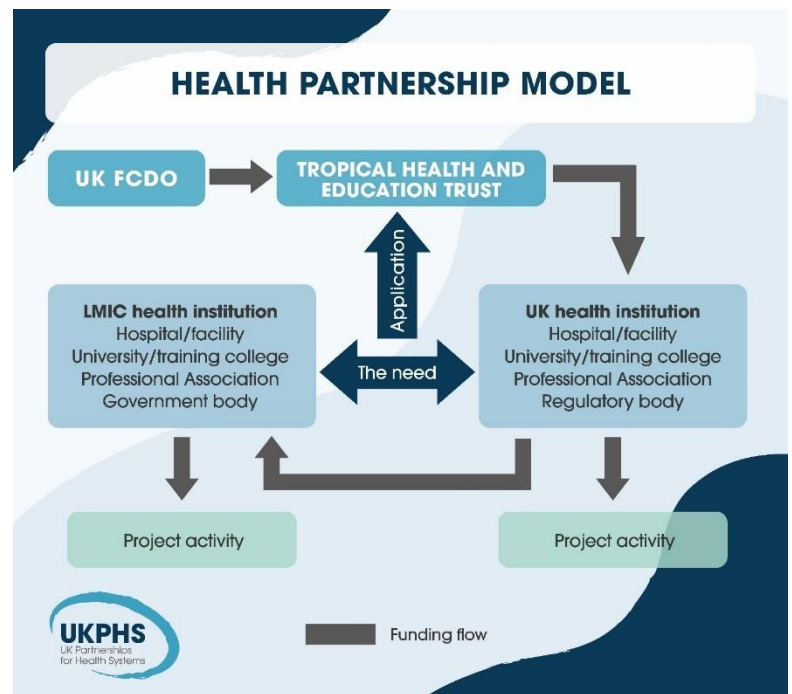 HEALTH PARTNERSHIP MODEL
UK FCDO
TROPICAL HEALTH AND
EDUCATION TRUST
Application
LMIC health institution
Hospital/facility
University/training college
Professional Association
Government body
The need
UK health institution
Hospital/facility
University/training college
Professional Association
Regulatory body
Project activity
Project activity
UKPHS
UK Partnerships
for Health Systems
Funding flow